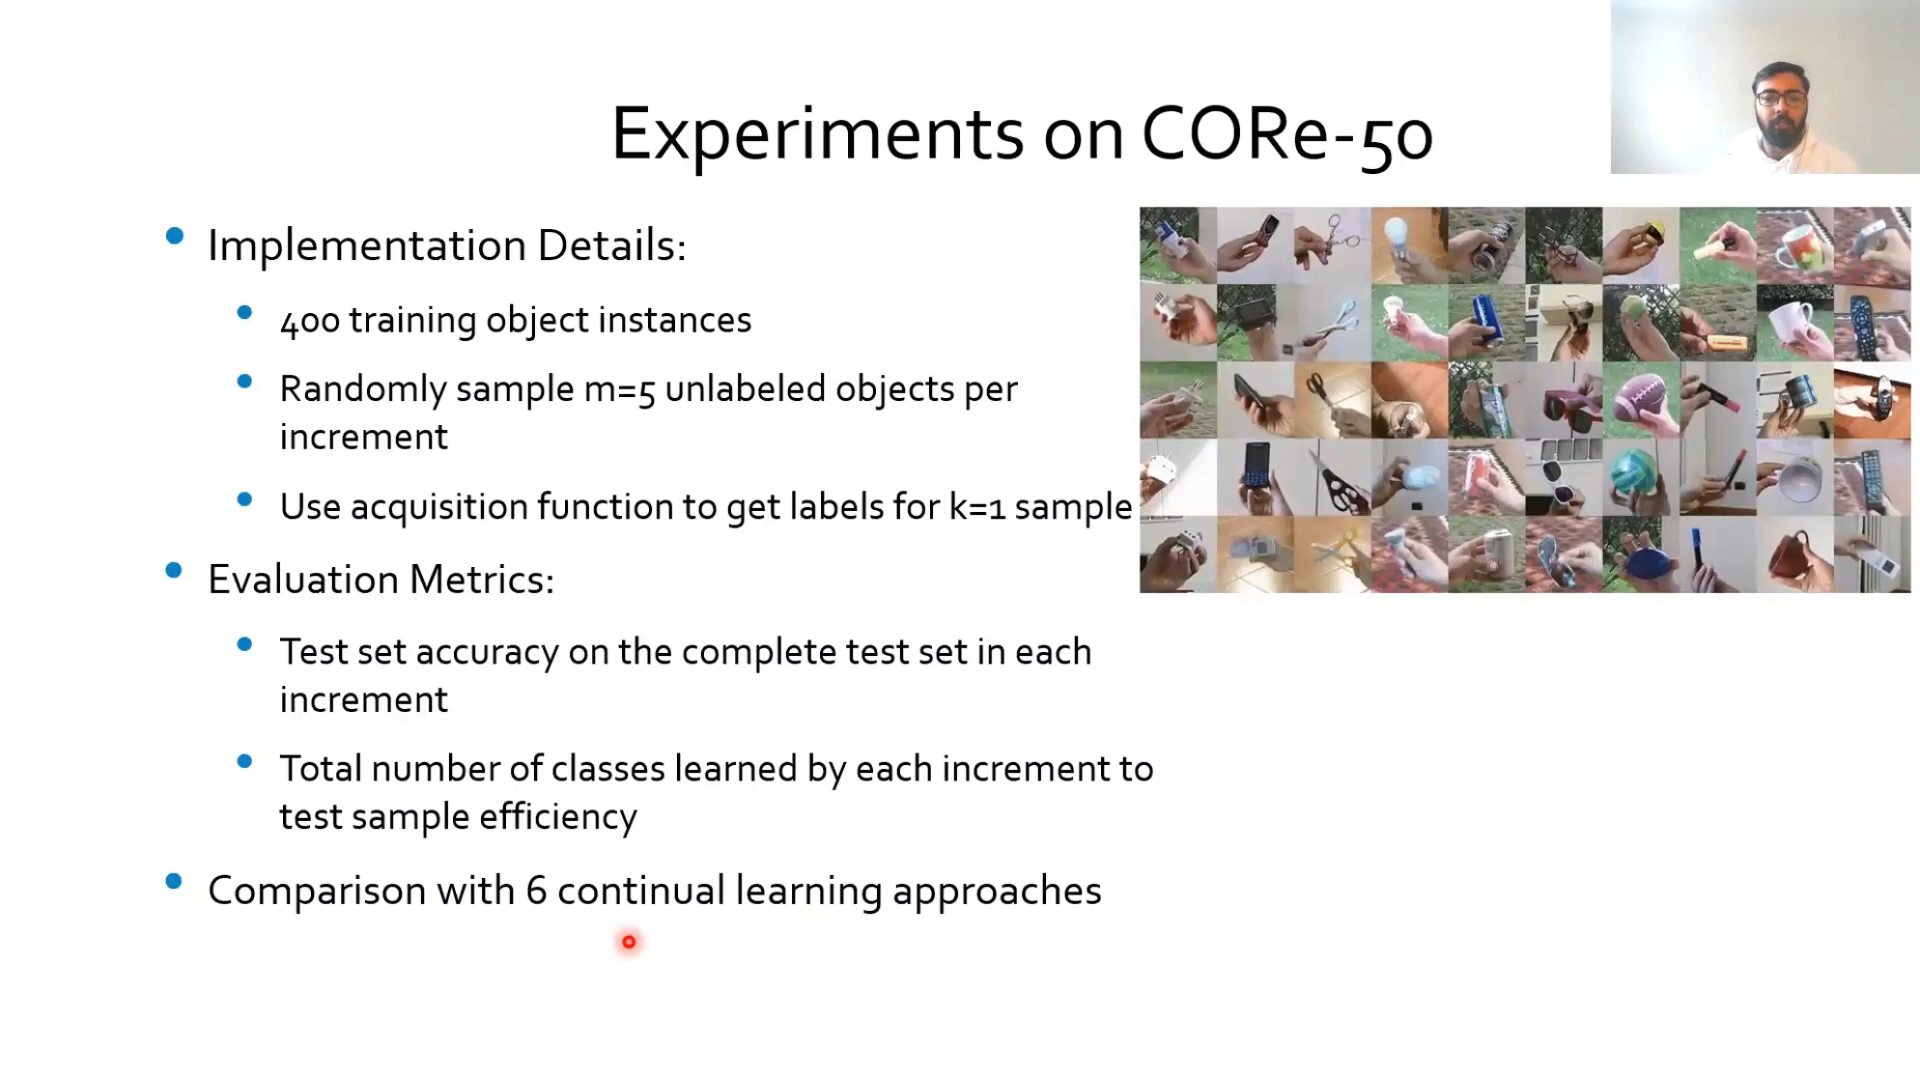 Experiments on CORe-50
Implementation Details:
400 training object instances
Randomly sample m=5 unlabeled objects per
increment
Use acquisition function to get labels for k=1 sample
Evaluation Metrics:
Test set accuracy on the complete test set in each
increment
Total number of classes learned by each increment to
test sample efficiency
Comparison with 6 continual learning approaches